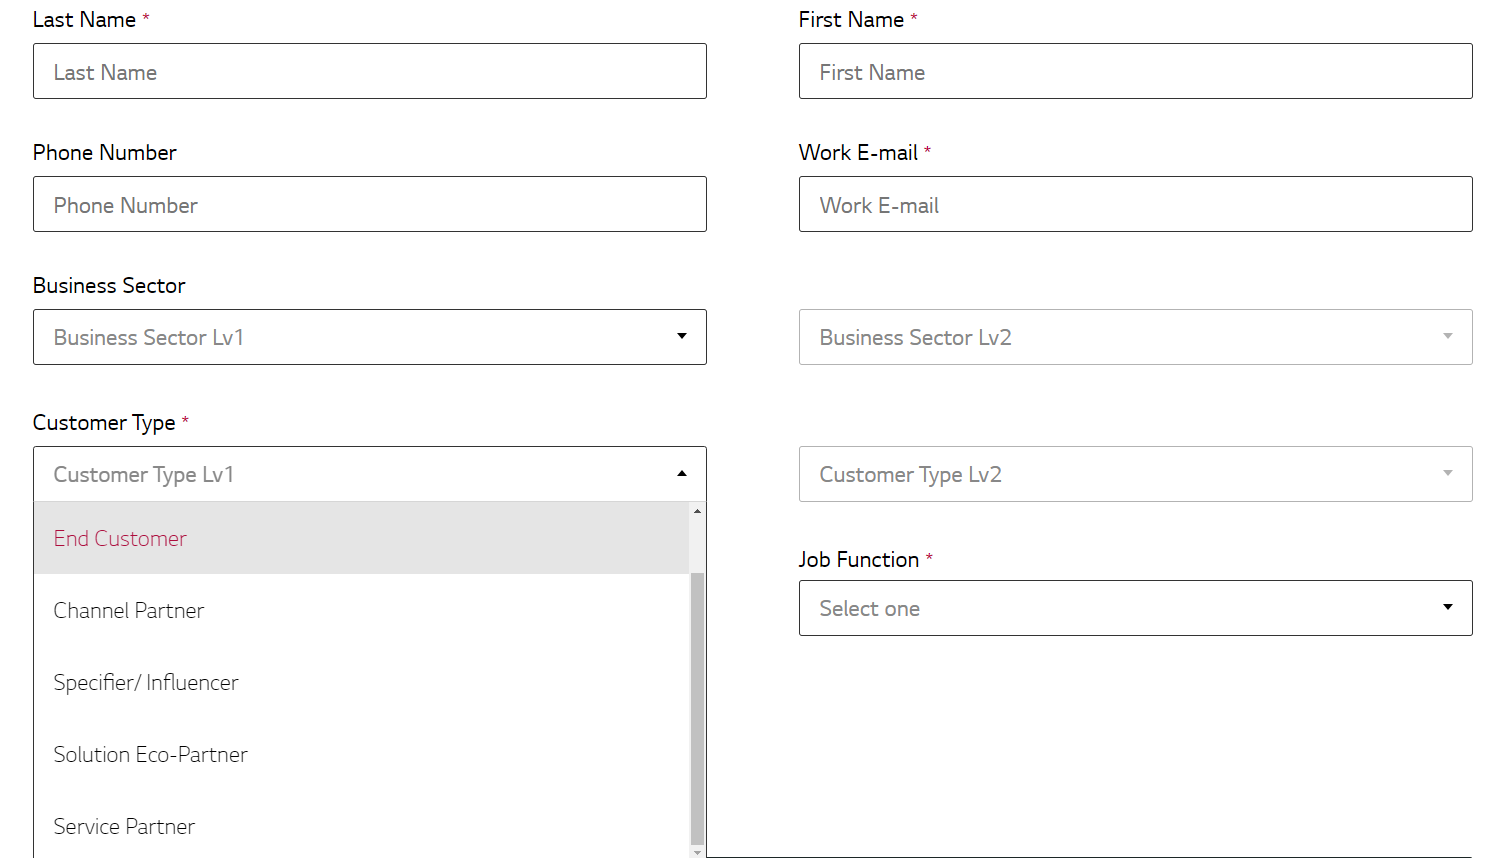 Last Name *
First Name *
Last Name
First Name
Phone Number
Work E-mail *
Phone Number
Work E-mail
Business Sector
Business Sector Lv1
Business Sector Lv2
Customer Type *
Customer Type Lv1
Customer Type Lv2
End Customer
Job Function *
Channel Partner
Select one
Specifier/ Influencer
Solution Eco-Partner
Service Partner